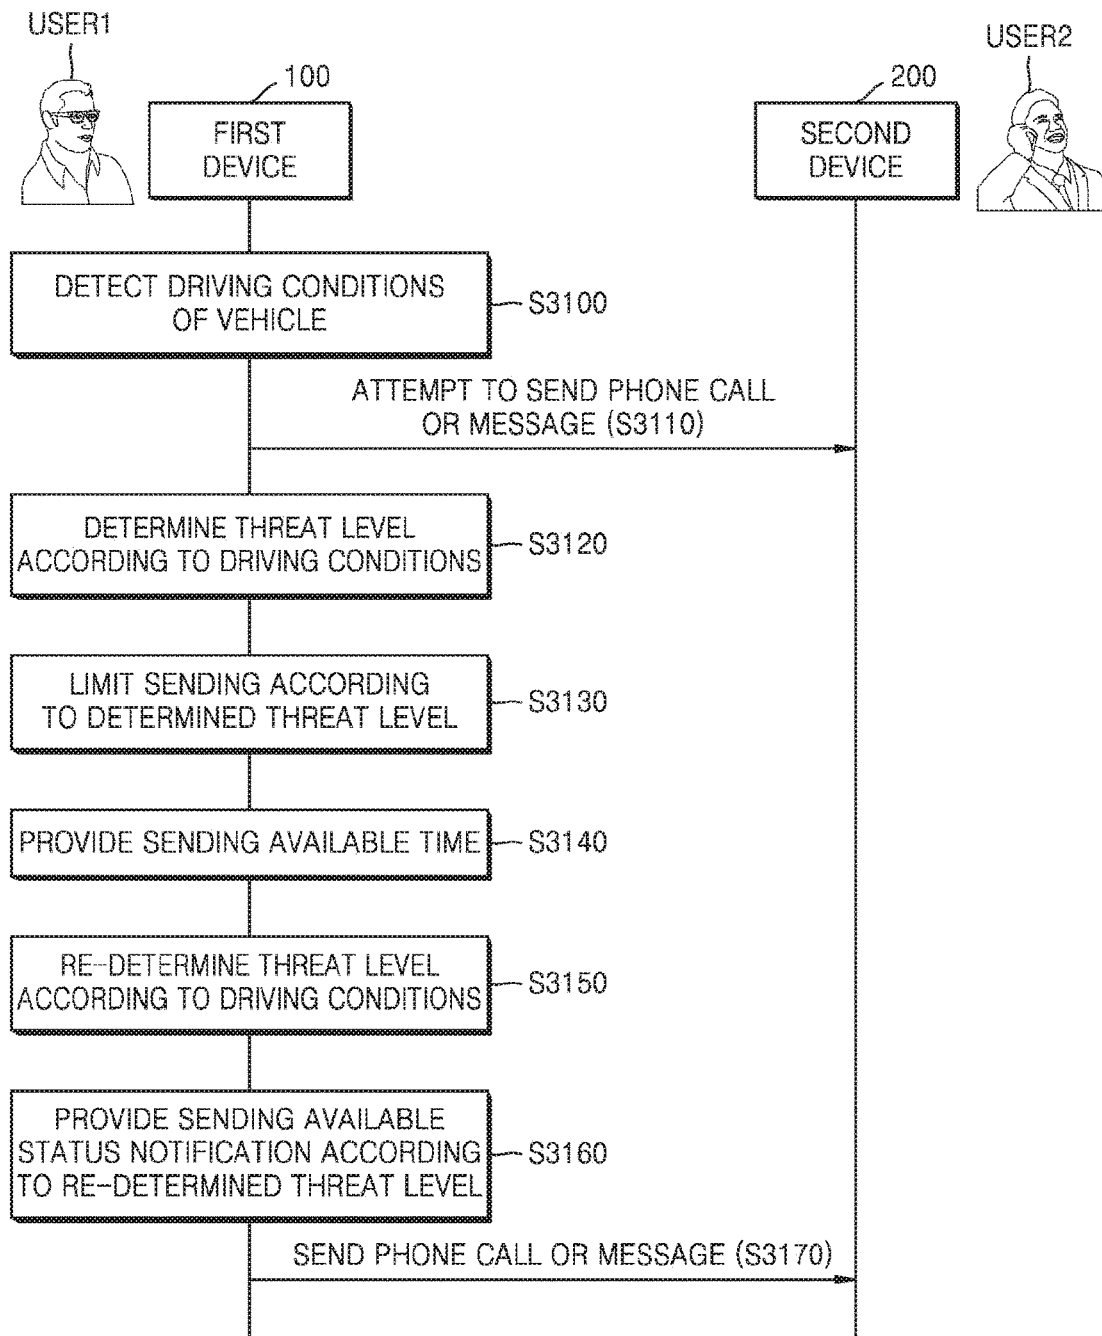 USER1
USER2
100
200
FIRST
DEVICE
SECOND
DEVICE
DETECT DRIVING CONDITIONS
OF VEHICLE
S3100
ATTEMPT TO SEND PHONE CALL
OR MESSAGE (S3110)
DETERMINE THREAT LEVEL
ACCORDING TO DRIVING CONDITIONS
S3120
LIMIT SENDING ACCORDING
TO DETERMINED THREAT LEVEL
S3130
PROVIDE SENDING AVAILABLE TIME
S3140
RE-DETERMINE THREAT LEVEL
ACCORDING TO DRIVING CONDITIONS
S3150
PROVIDE SENDING AVAILABLE
STATUS NOTIFICATION ACCORDING
TO RE-DETERMINED THREAT LEVEL
S3160
SEND PHONE CALL OR MESSAGE (S3170)